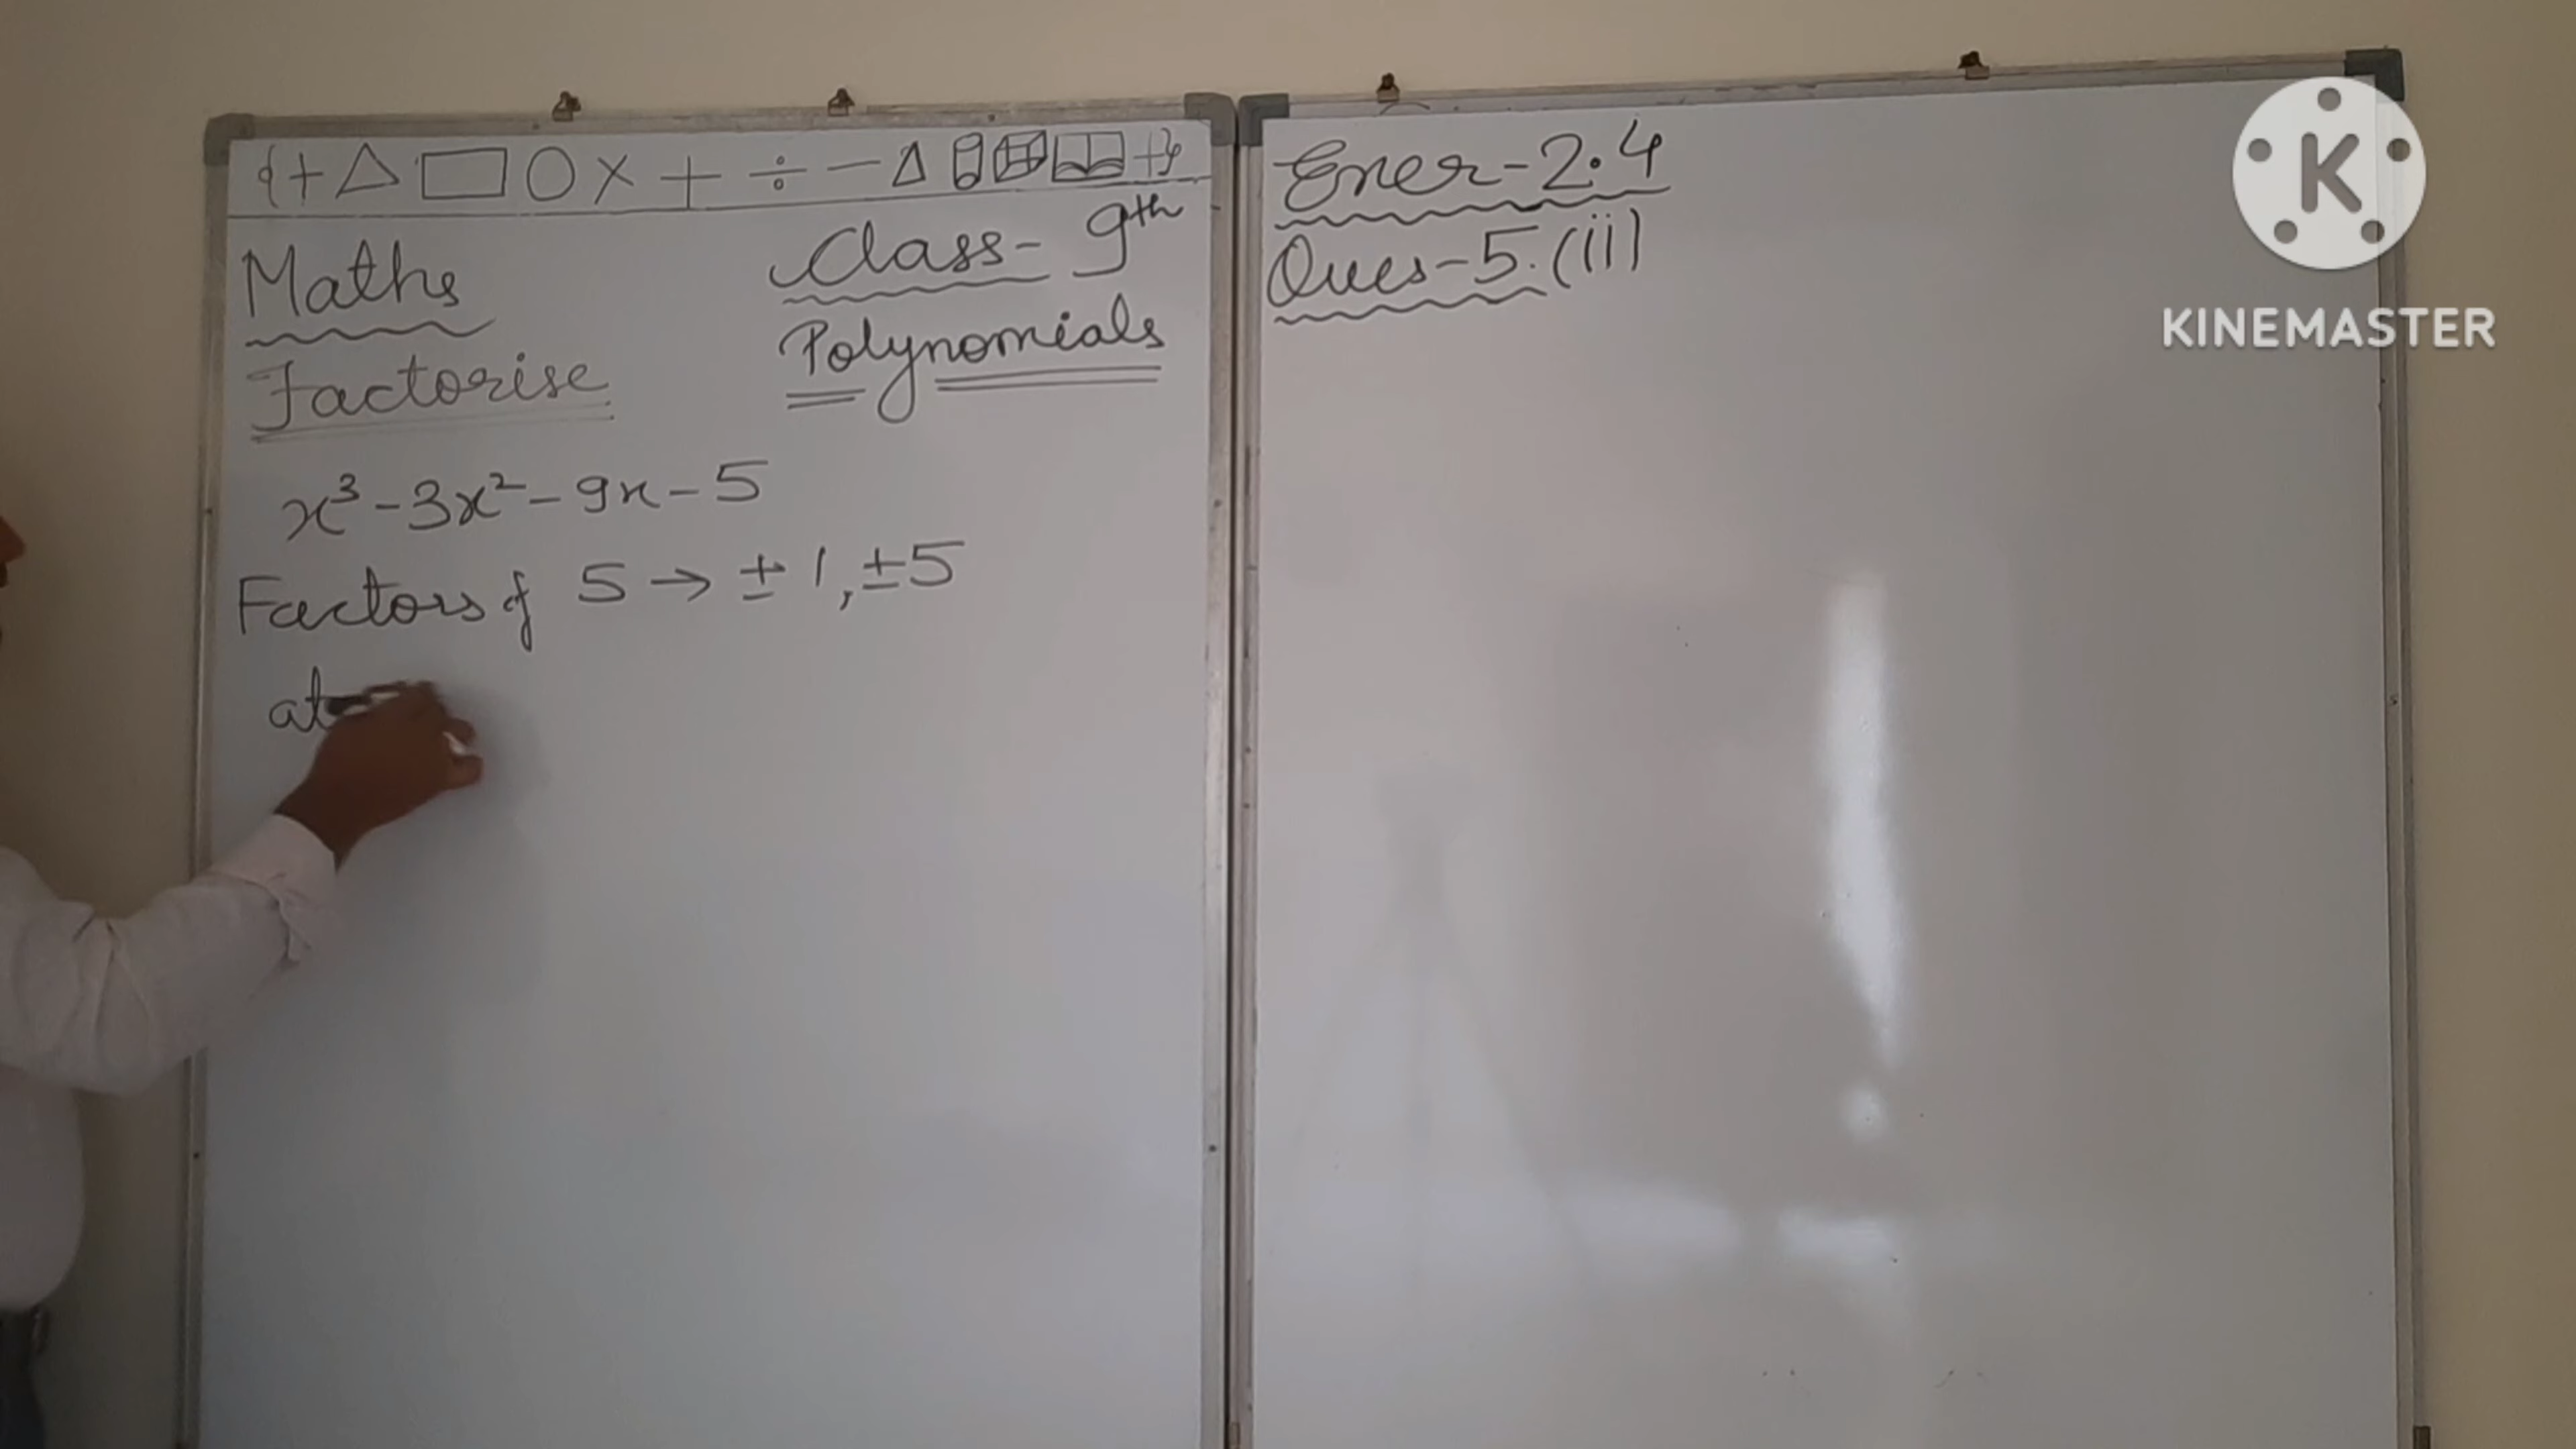 {+ △ ▭ ○ × + ÷ − +}
Maths
Class- 9th
Factorise
Polynomials
x³-3x²-9x-5
Factors of 5 → ±1, ±5
at
Exer-2.4
Ques-5.(ii)
K
KINEMASTER